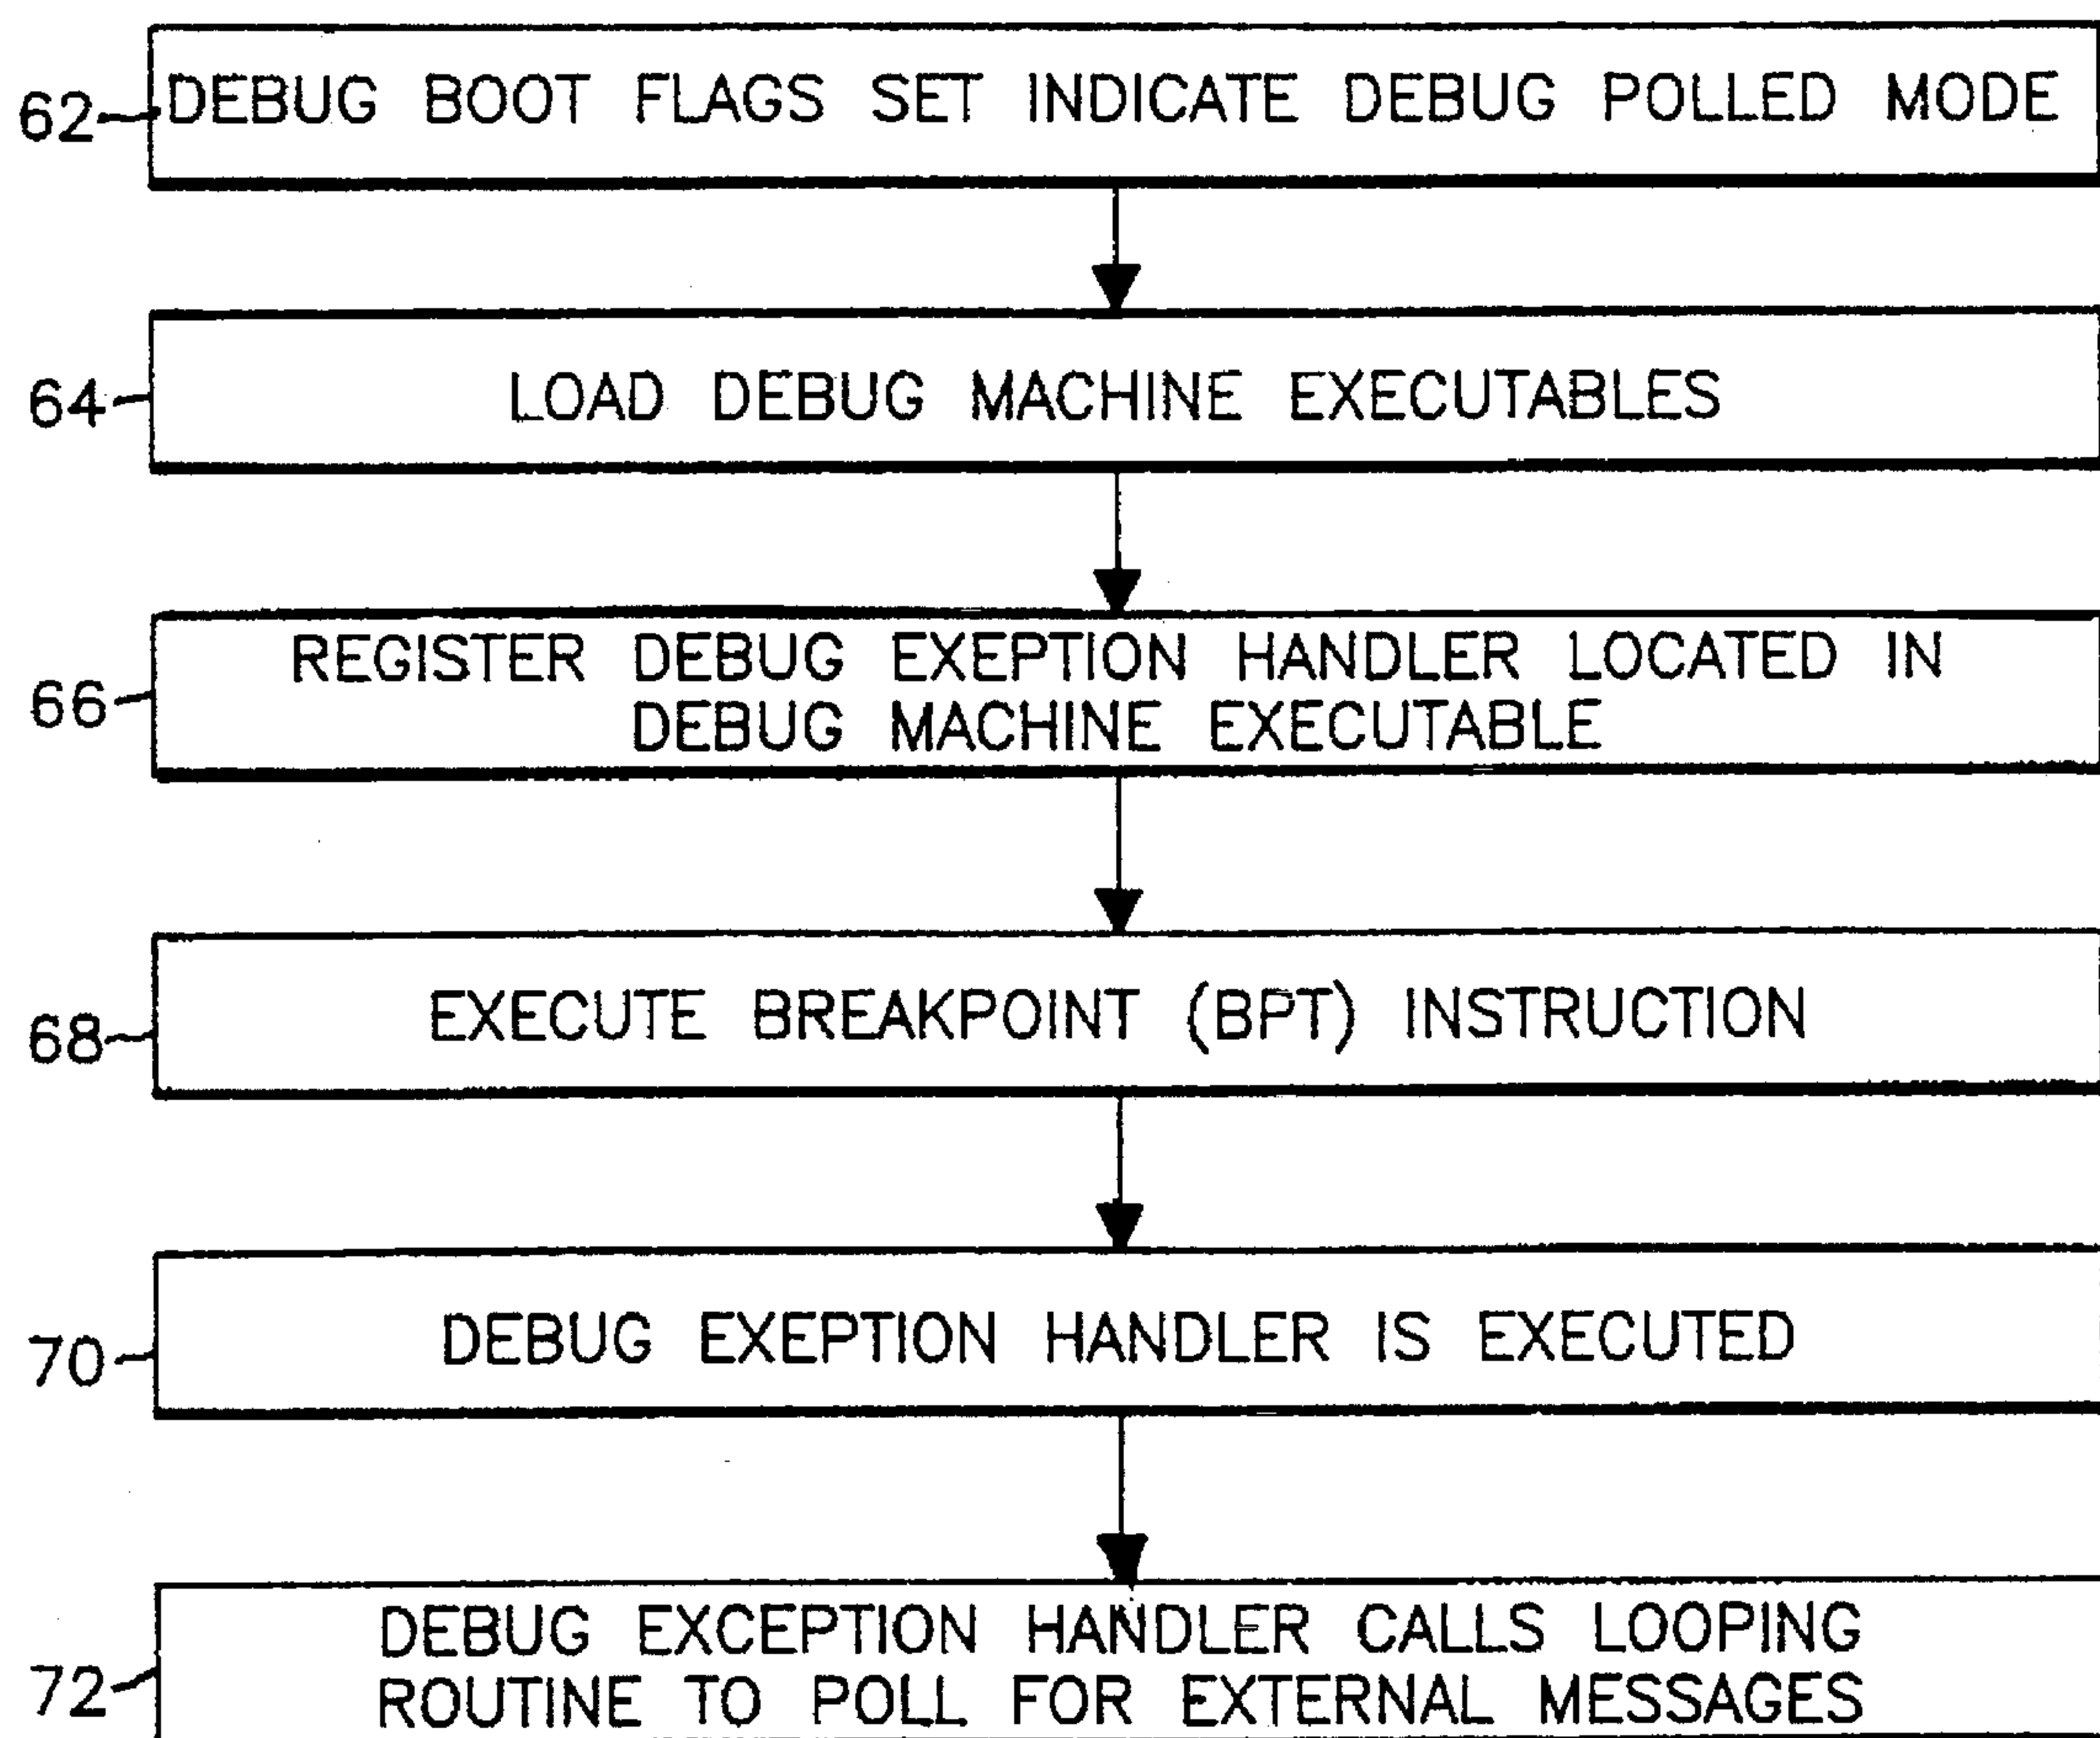 62 DEBUG BOOT FLAGS SET INDICATE DEBUG POLLED MODE
64 LOAD DEBUG MACHINE EXECUTABLES
66 REGISTER DEBUG EXEPTION HANDLER LOCATED IN
DEBUG MACHINE EXECUTABLE
68 EXECUTE BREAKPOINT (BPT) INSTRUCTION
70 DEBUG EXEPTION HANDLER IS EXECUTED
72 DEBUG EXCEPTION HANDLER CALLS LOOPING
ROUTINE TO POLL FOR EXTERNAL MESSAGES